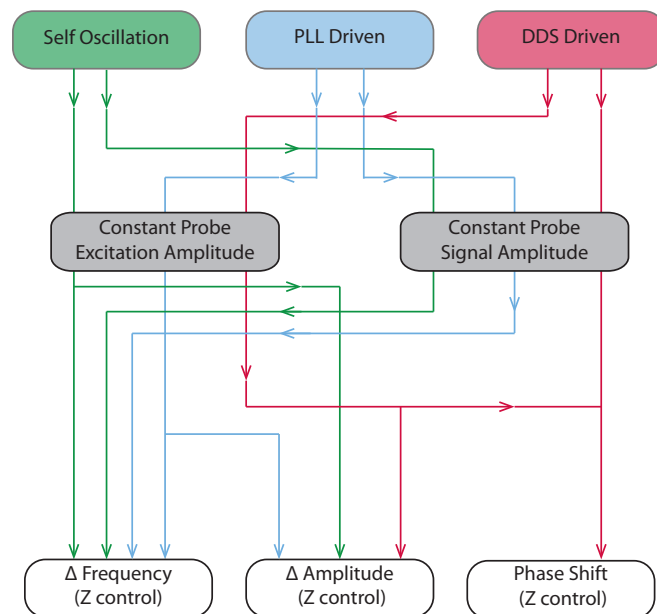 Self Oscillation
PLL Driven
DDS Driven
Constant Probe
Excitation Amplitude
Constant Probe
Signal Amplitude
Δ Frequency
(Z control)
Δ Amplitude
(Z control)
Phase Shift
(Z control)